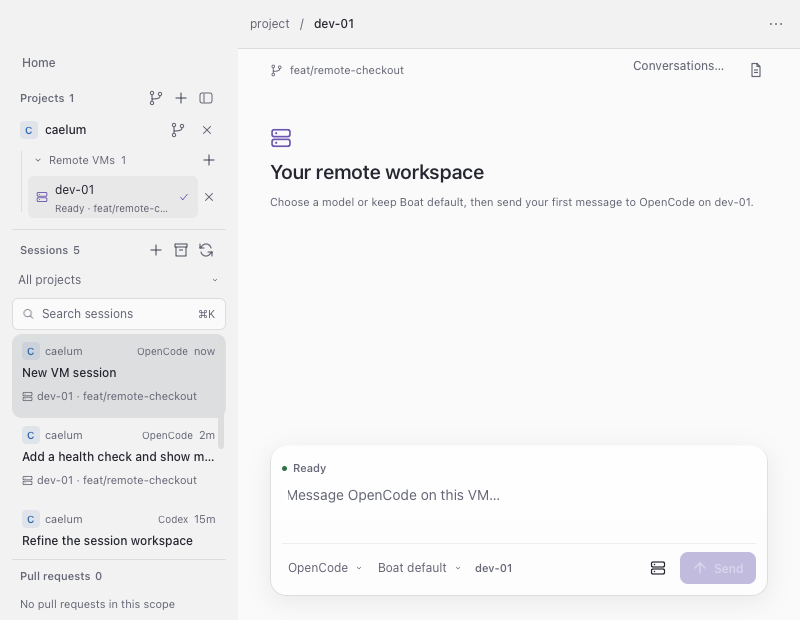 project / dev-01
Home
Projects 1
C caelum
Remote VMs 1
dev-01
Ready · feat/remote-c...
Sessions 5
All projects
Search sessions ⌘K
C caelum OpenCode now
New VM session
dev-01 · feat/remote-checkout
C caelum OpenCode 2m
Add a health check and show m...
dev-01 · feat/remote-checkout
C caelum Codex 15m
Refine the session workspace
Pull requests 0
No pull requests in this scope
feat/remote-checkout Conversations...
Your remote workspace
Choose a model or keep Boat default, then send your first message to OpenCode on dev-01.
Ready
Message OpenCode on this VM...
OpenCode Boat default dev-01 Send